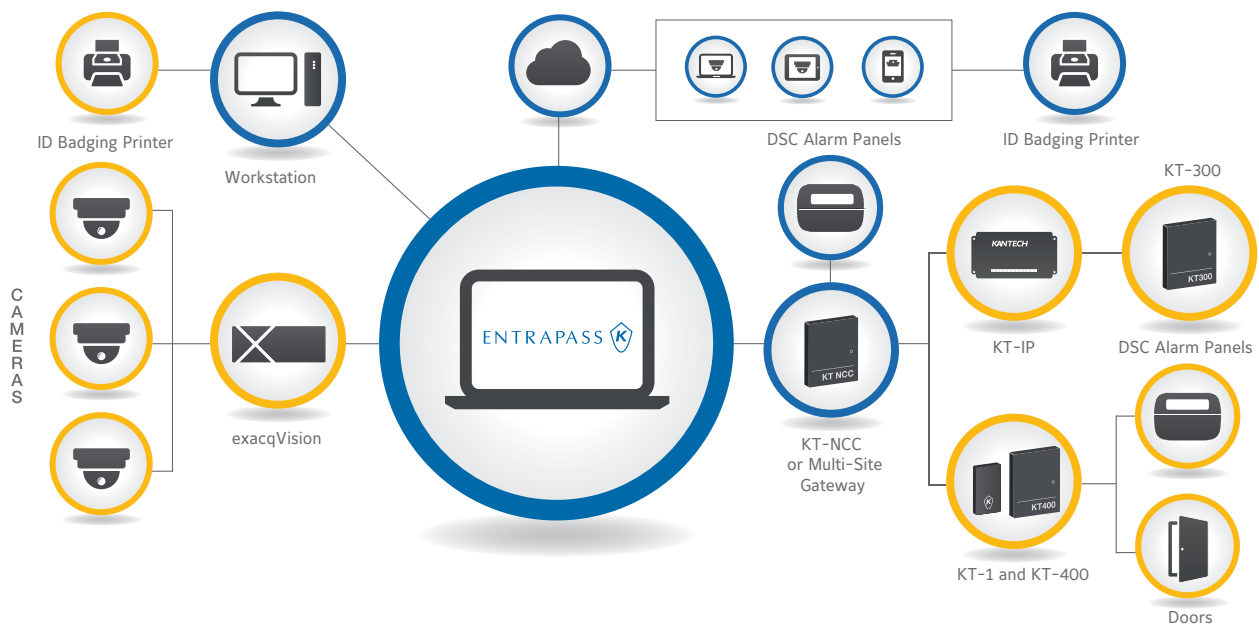 ID Badging Printer
Workstation
DSC Alarm Panels
ID Badging Printer
CAMERAS
exacqVision
ENTRAPASS K
KT NCC
KT-NCC
or Multi-Site
Gateway
KANTECH
KT-IP
KT-300
KT300
DSC Alarm Panels
KT400
KT-1 and KT-400
Doors